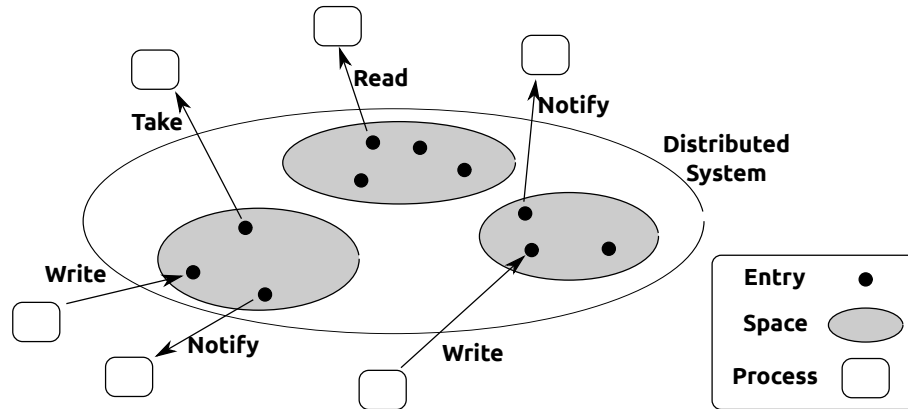 Read
Take
Notify
Distributed
System
Write
Notify
Write
Entry
Space
Process